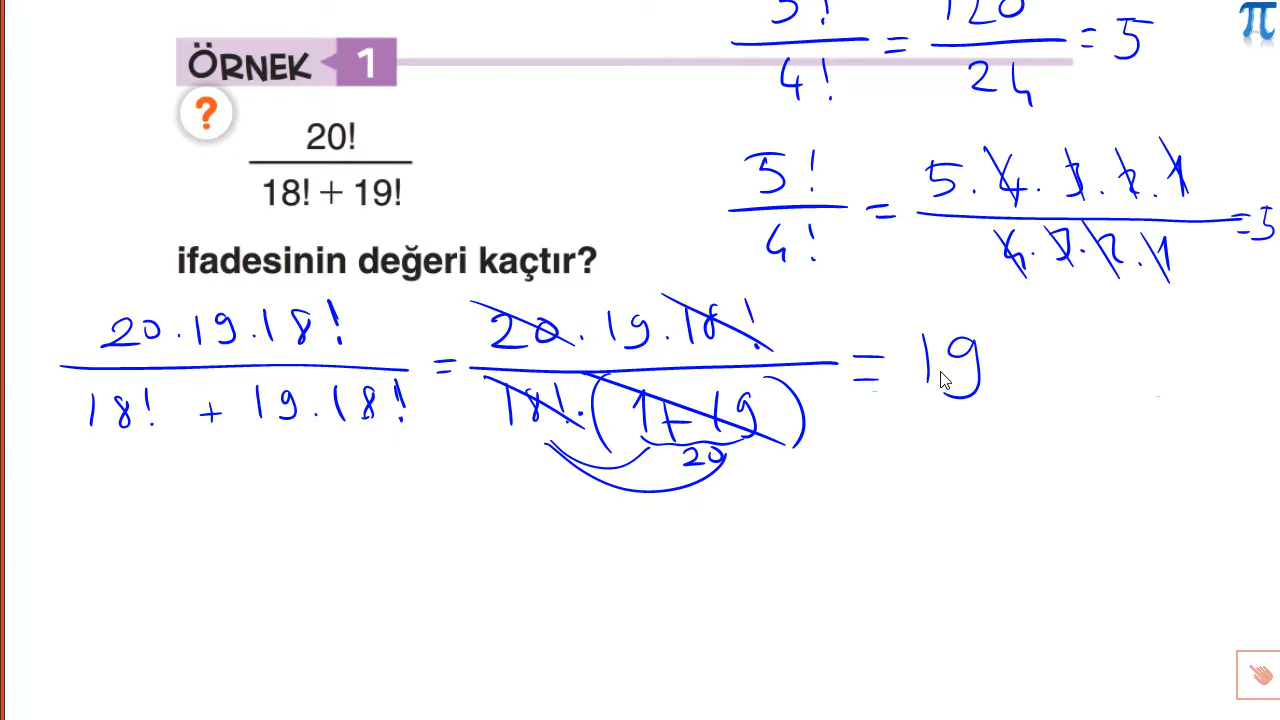 5! / 4! = 120 / 24 = 5
π
ÖRNEK 1
?
20! / 18! + 19!
5! / 4! = 5.4.3.2.1 / 4.3.2.1 = 5
ifadesinin değeri kaçtır?
20.19.18! / 18! + 19.18! = 20.19.18! / 18!.(1+19) = 19
20